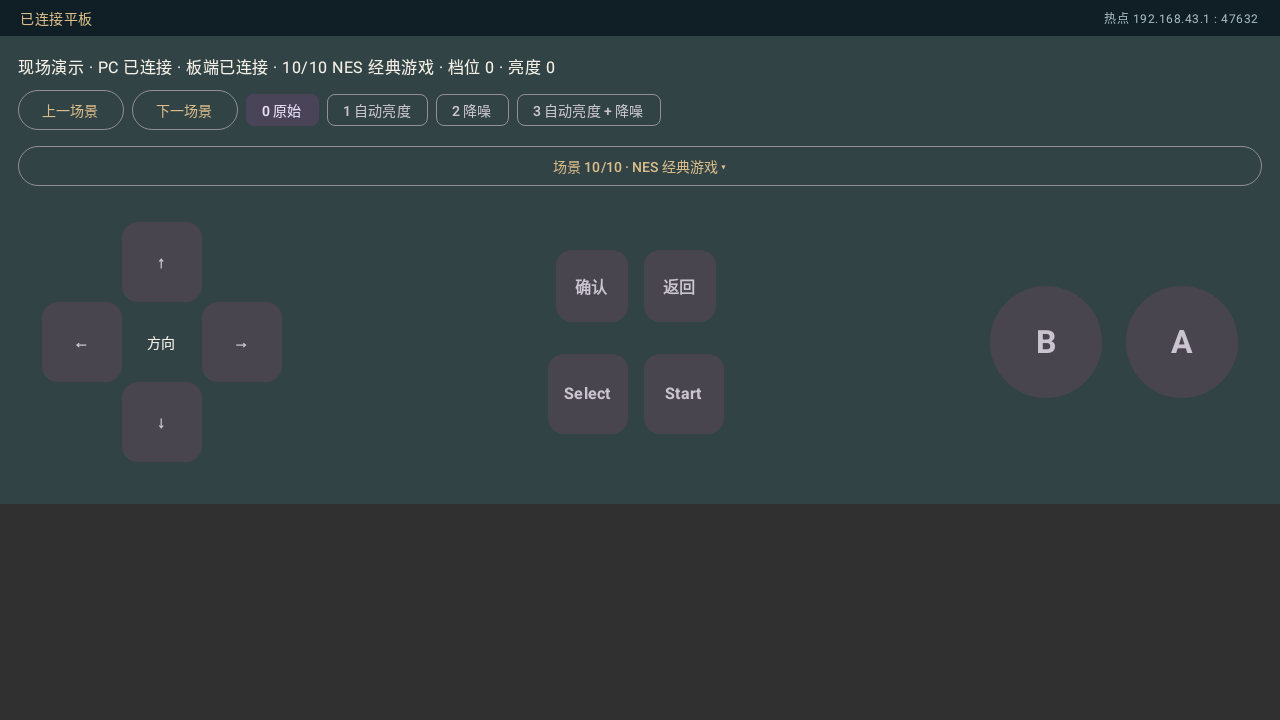 已连接平板
热点 192.168.43.1 : 47632
现场演示 · PC 已连接 · 板端已连接 · 10/10 NES 经典游戏 · 档位 0 · 亮度 0
上一场景 下一场景 0 原始 1 自动亮度 2 降噪 3 自动亮度 + 降噪
场景 10/10 · NES 经典游戏 ▾
↑
← 方向 →
↓
确认 返回
Select Start
B A